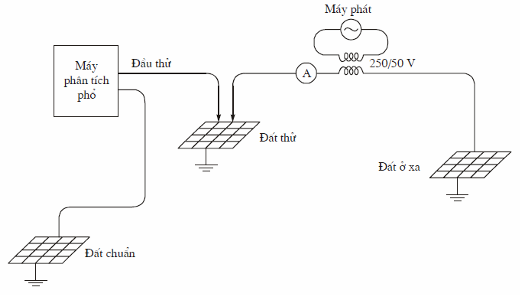 Máy phát
250/50 V
Máy
phân tích
phổ
Đầu thử
A
Đất thử
Đất ở xa
Đất chuẩn